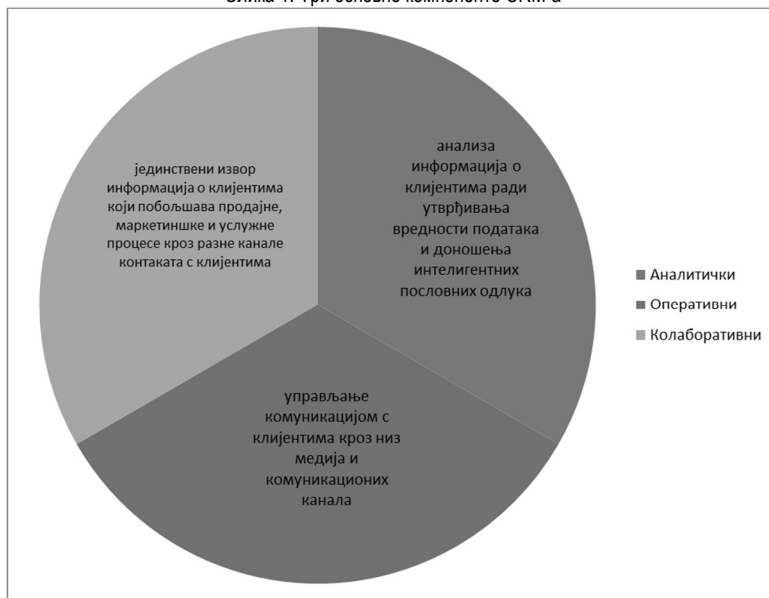 јединствени извор
информација о клијентима
који побољшава продајне,
маркетиншке и услужне
процесе кроз разне канале
контаката с клијентима
анализа
информација о
клијентима ради
утврђивања
вредности података
и доношења
интелигентних
пословних одлука
управљање
комуникацијом с
клијентима кроз низ
медија и
комуникационих
канала
Аналитички
Оперативни
Колаборативни